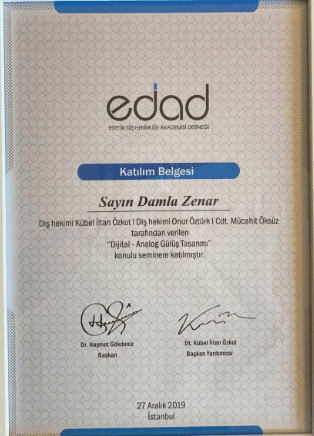 edad
ESTETİK DİŞ HEKİMLİĞİ AKADEMİSİ DERNEĞİ
Katılım Belgesi
Sayın Damla Zenar
Diş hekimi Kübel İltan Özkut I Diş hekimi Onur Öztürk I Cdt. Mücahit Öksüz
tarafından verilen
"Dijital - Analog Gülüş Tasarımı"
konulu seminere katılmıştır.
Dr. Haşmet Gökdeniz
Başkan
Dt. Kübel İltan Özkut
Başkan Yardımcısı
27 Aralık 2019
İstanbul